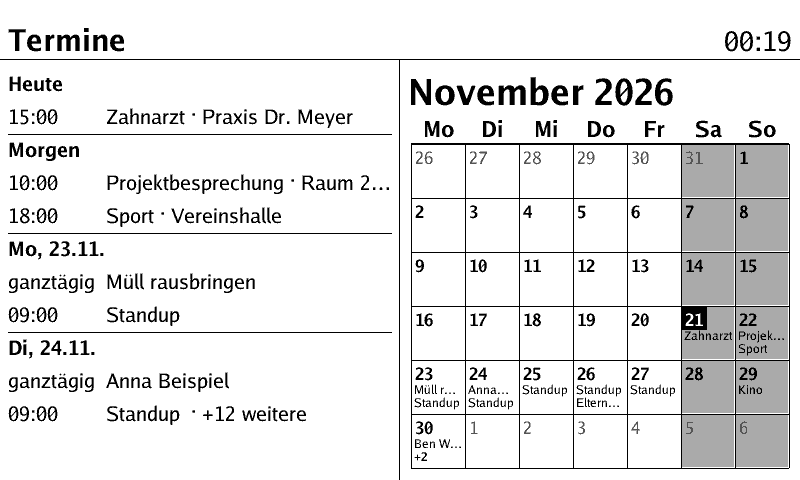 Termine
00:19
Heute
15:00 Zahnarzt · Praxis Dr. Meyer
Morgen
10:00 Projektbesprechung · Raum 2…
18:00 Sport · Vereinshalle
Mo, 23.11.
ganztägig Müll rausbringen
09:00 Standup
Di, 24.11.
ganztägig Anna Beispiel
09:00 Standup · +12 weitere
November 2026
Mo Di Mi Do Fr Sa So
26 27 28 29 30 31 1
2 3 4 5 6 7 8
9 10 11 12 13 14 15
16 17 18 19 20 21 22
Zahnarzt Projek…
Sport
23 24 25 26 27 28 29
Müll r… Anna… Standup Standup Standup Kino
Standup Standup Eltern…
30 1 2 3 4 5 6
Ben W…
+2